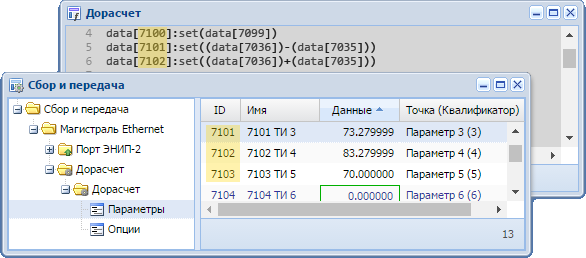 Дорасчет
4 data[7100]:set(data[7099])
5 data[7101]:set((data[7036])-(data[7035]))
6 data[7102]:set((data[7036])+(data[7035]))
Сбор и передача
Сбор и передача
Магистраль Ethernet
Порт ЭНИП-2
Дорасчет
Дорасчет
Параметры
Опции
ID Имя Данные Точка (Квалификатор)
7101 7101 ТИ 3 73.279999 Параметр 3 (3)
7102 7102 ТИ 4 83.279999 Параметр 4 (4)
7103 7103 ТИ 5 70.000000 Параметр 5 (5)
7104 7104 ТИ 6 0.000000 Параметр 6 (6)
13